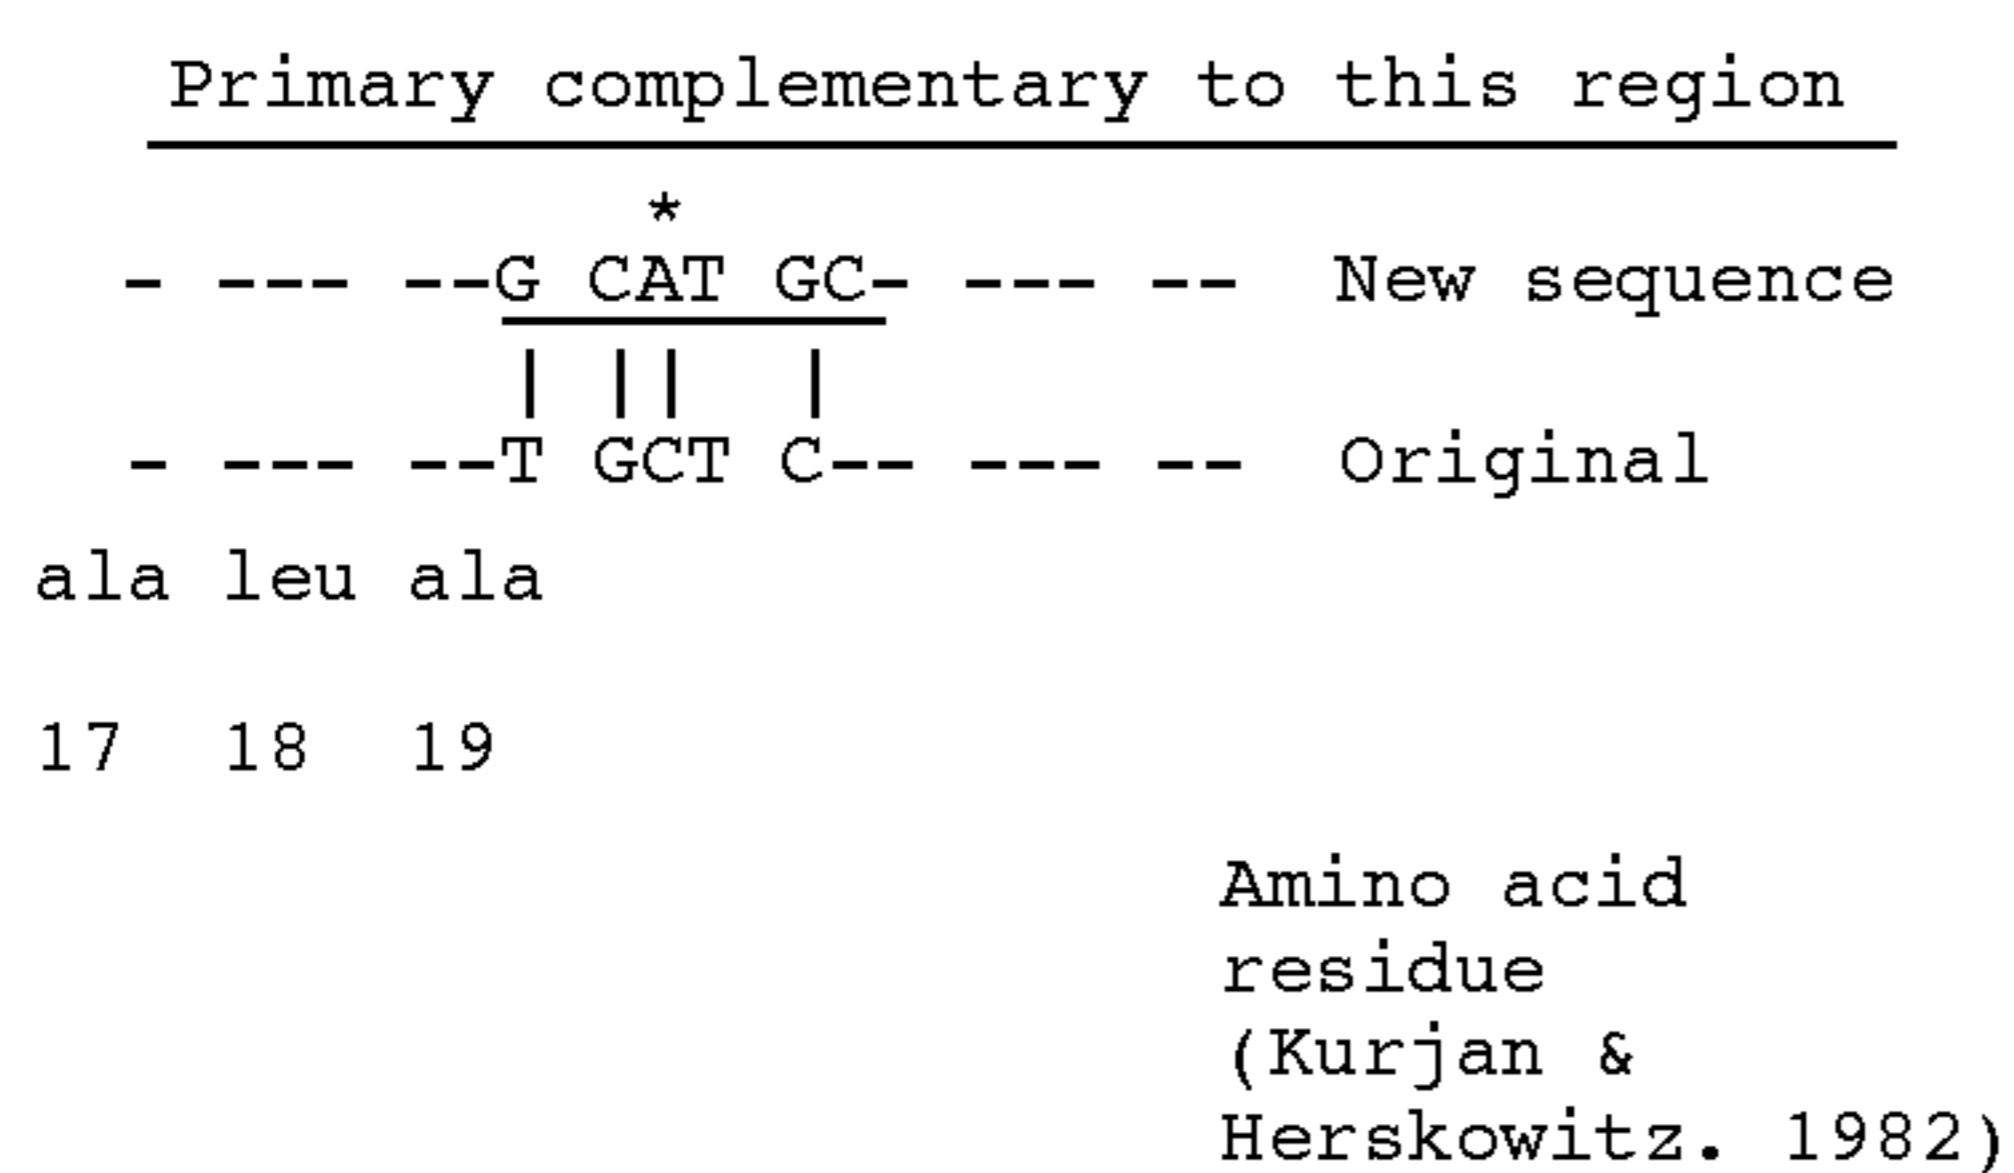 Primary complementary to this region
*
- --- --G CAT GC- --- -- New sequence
| || |
- --- --T GCT C-- --- -- Original
ala leu ala
17 18 19
Amino acid
residue
(Kurjan &
Herskowitz. 1982)